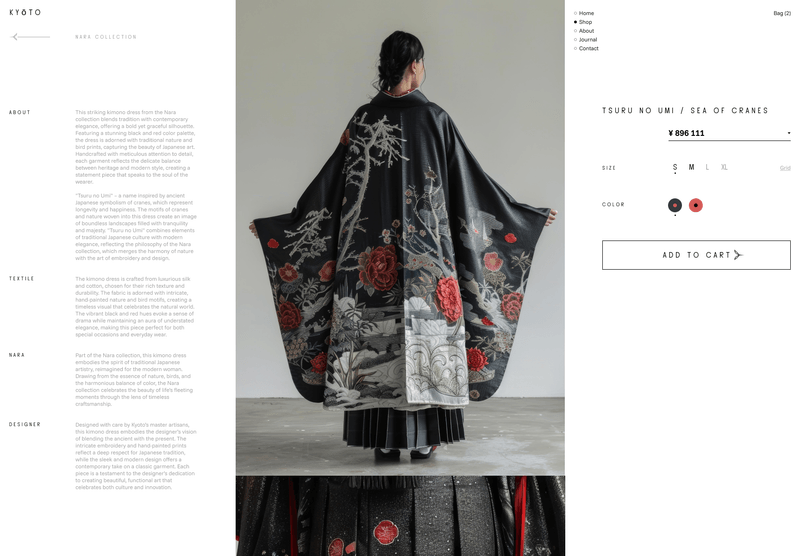 KYŌTO
NARA COLLECTION
ABOUT
This striking kimono dress from the Nara
collection blends traditional and contemporary
elegance, offering a bold yet graceful silhouette.
Featuring a stunning black and red color palette,
the dress is adorned with traditional nature and
bird prints, capturing the beauty of Japanese art.
Handcrafted with meticulous attention to detail,
each garment reflects the delicate balance
between heritage and modern style, creating a
statement piece that speaks to the soul of the
wearer.
"Tsuru no Umi" – a name inspired by ancient
Japanese symbolism of cranes, which represent
longevity and happiness. The motifs of cranes
and nature woven into this dress create an image
of boundless landscapes filled with tranquility
and majesty. "Tsuru no Umi" combines elements
of traditional Japanese culture with modern
elegance, reflecting the philosophy of the Nara
collection, which merges the harmony of nature
with the art of embroidery and design.
TEXTILE
The kimono dress is crafted from luxurious silk
and cotton, chosen for their rich texture and
durability. The fabric is adorned with intricate,
hand-painted nature and bird motifs, creating a
timeless visual that celebrates the natural world.
The vibrant black and red hues evoke a sense of
drama while maintaining an aura of understated
elegance, making this piece perfect for both
special occasions and everyday wear.
NARA
Part of the Nara collection, this kimono dress
embodies the spirit of traditional Japanese
artistry, reimagined for the modern woman.
Drawing from the essence of nature, birds, and
the harmonious balance of color, the Nara
collection celebrates the beauty of life's fleeting
moments through the lens of timeless
craftsmanship.
DESIGNER
Designed with care by Kyoto's master artisans,
this kimono dress embodies the designer's vision
of blending the ancient with the present. The
intricate embroidery and hand-painted prints
reflect a deep respect for Japanese tradition,
while the sleek and modern design offers a
contemporary take on a classic garment. Each
piece is a testament to the designer's dedication
to creating beautiful, functional art that
celebrates both culture and innovation.
Home
Shop
About
Journal
Contact
Bag (2)
TSURU NO UMI / SEA OF CRANES
¥ 896 111
SIZE
S M L XL
Grid
COLOR
ADD TO CART